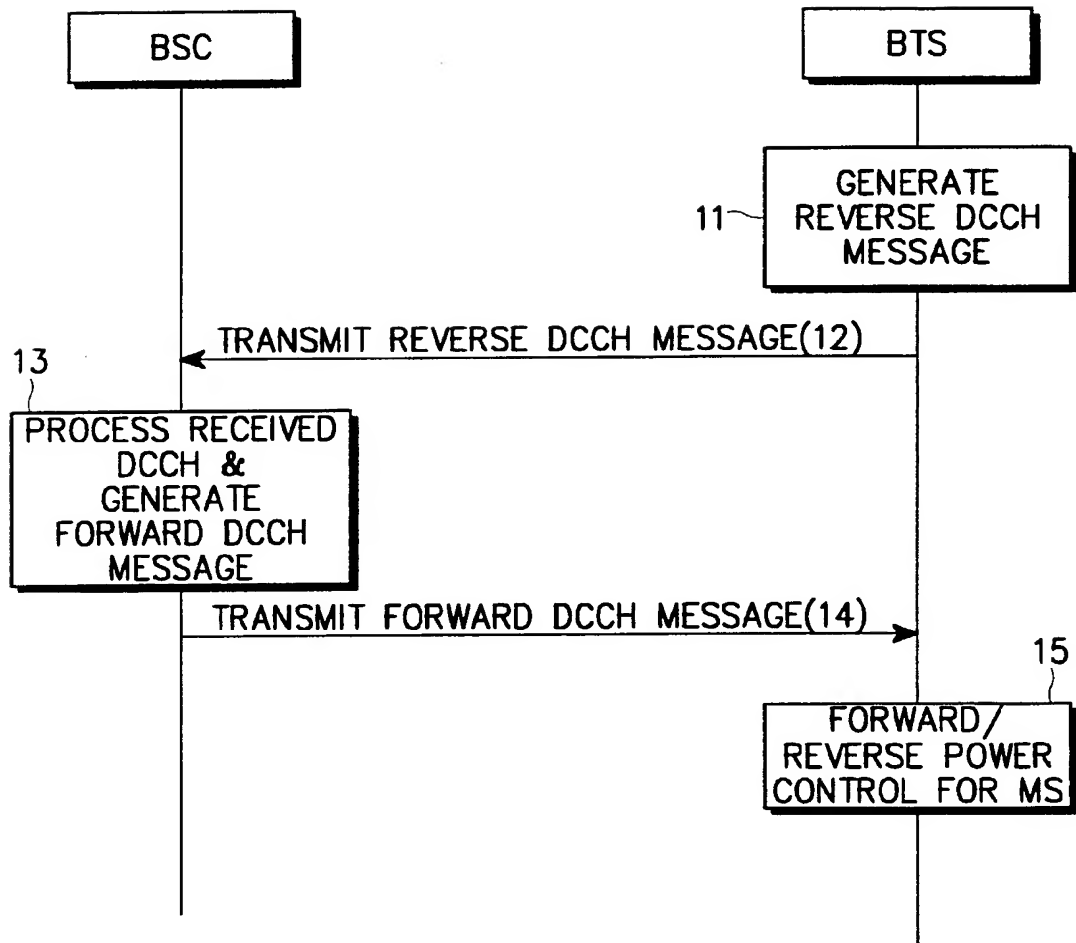 BSC
BTS
11
GENERATE
REVERSE DCCH
MESSAGE
TRANSMIT REVERSE DCCH MESSAGE(12)
13
PROCESS RECEIVED
DCCH &
GENERATE
FORWARD DCCH
MESSAGE
TRANSMIT FORWARD DCCH MESSAGE(14)
15
FORWARD/
REVERSE POWER
CONTROL FOR MS